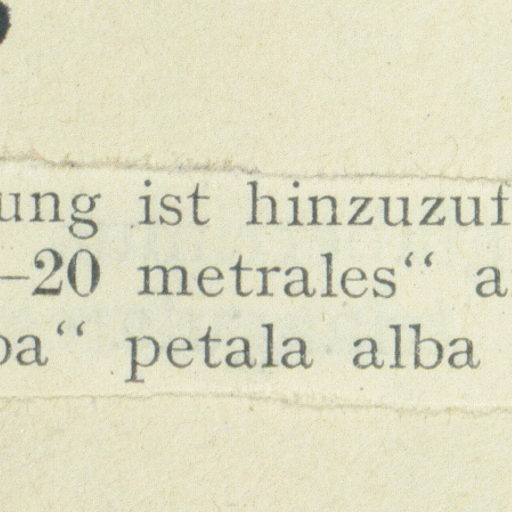 ung ist hinzuzuf
–20 metrales“ a
ba“ petala alba